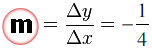 m = Δy/Δx = -1/4